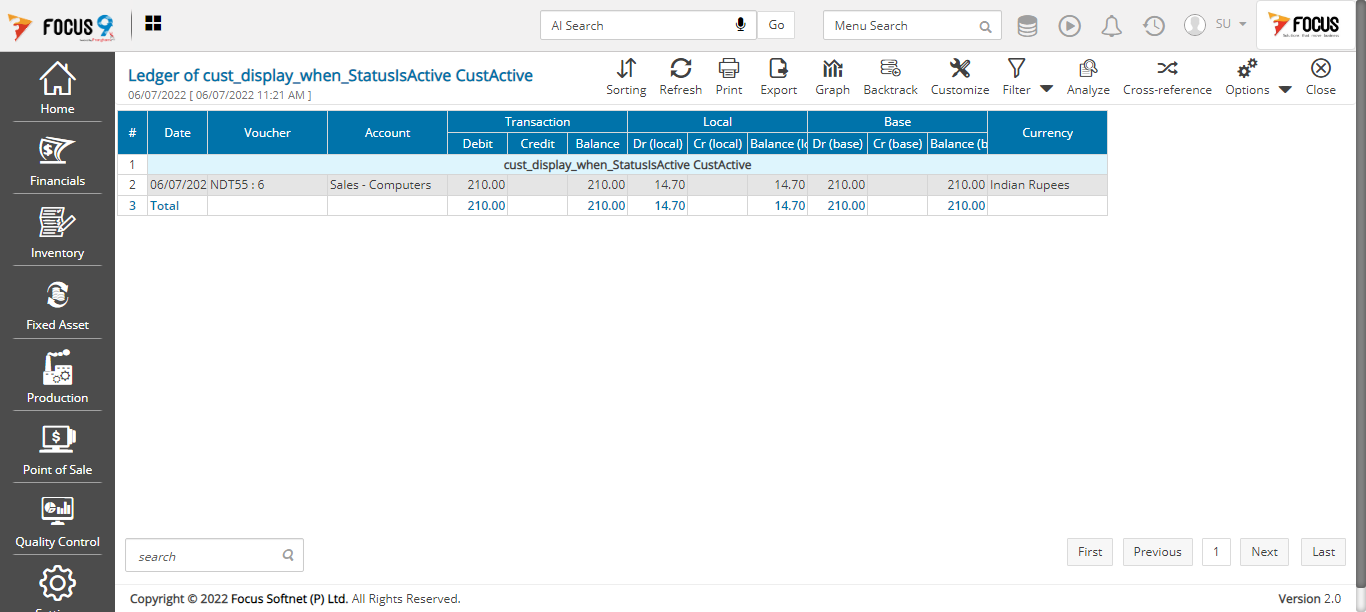 FOCUS 9
AI Search
Go
Menu Search
SU
FOCUS
Home
Financials
Inventory
Fixed Asset
Production
Point of Sale
Quality Control
Ledger of cust_display_when_StatusIsActive CustActive
06/07/2022 [ 06/07/2022 11:21 AM ]
Sorting Refresh Print Export Graph Backtrack Customize Filter Analyze Cross-reference Options Close
# Date Voucher Account Transaction Local Base Currency
Debit Credit Balance Dr (local) Cr (local) Balance (lo Dr (base) Cr (base) Balance (b
1 cust_display_when_StatusIsActive CustActive
2 06/07/202 NDT55 : 6 Sales - Computers 210.00 210.00 14.70 14.70 210.00 210.00 Indian Rupees
3 Total 210.00 210.00 14.70 14.70 210.00 210.00
search
First Previous 1 Next Last
Copyright © 2022 Focus Softnet (P) Ltd. All Rights Reserved.
Version 2.0